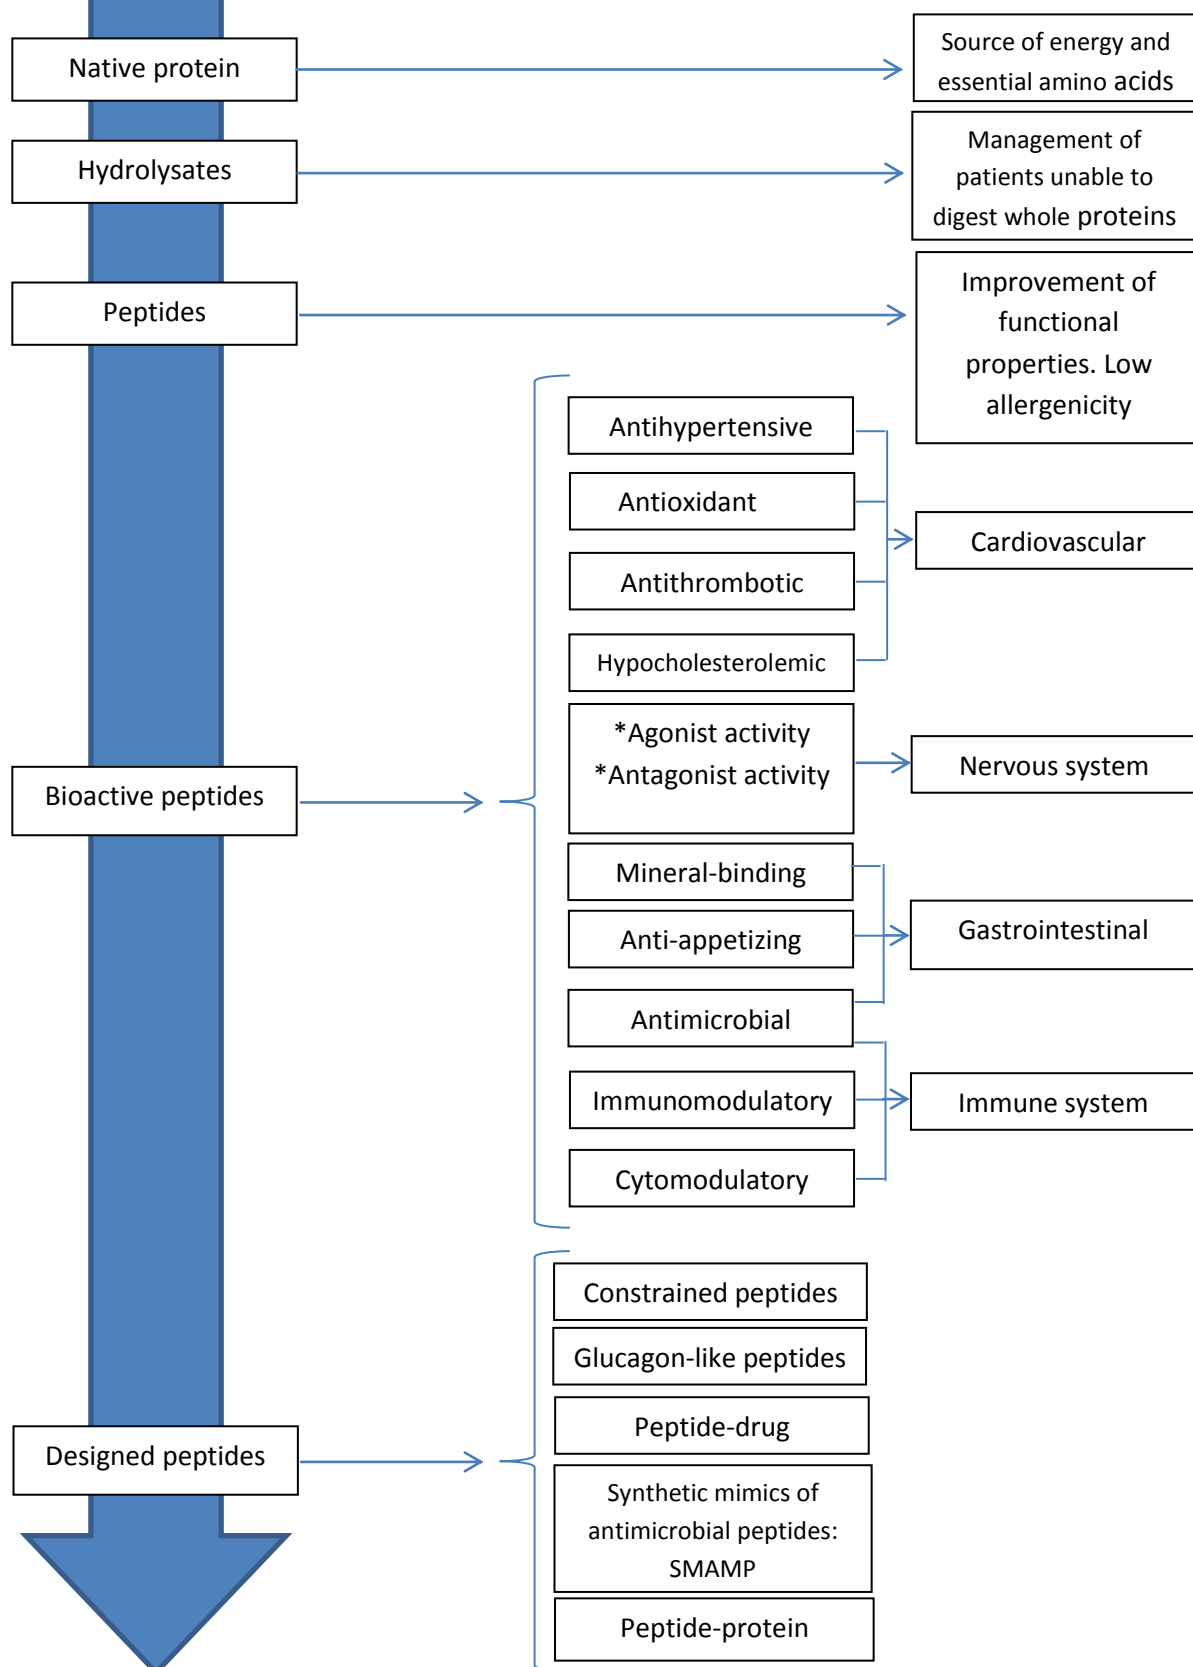 Native protein
Source of energy and
essential amino acids
Hydrolysates
Management of
patients unable to
digest whole proteins
Peptides
Improvement of
functional
properties. Low
allergenicity
Bioactive peptides
Antihypertensive
Antioxidant
Antithrombotic
Hypocholesterolemic
Cardiovascular
*Agonist activity
*Antagonist activity
Nervous system
Mineral-binding
Anti-appetizing
Antimicrobial
Gastrointestinal
Immunomodulatory
Cytomodulatory
Immune system
Designed peptides
Constrained peptides
Glucagon-like peptides
Peptide-drug
Synthetic mimics of
antimicrobial peptides:
SMAMP
Peptide-protein